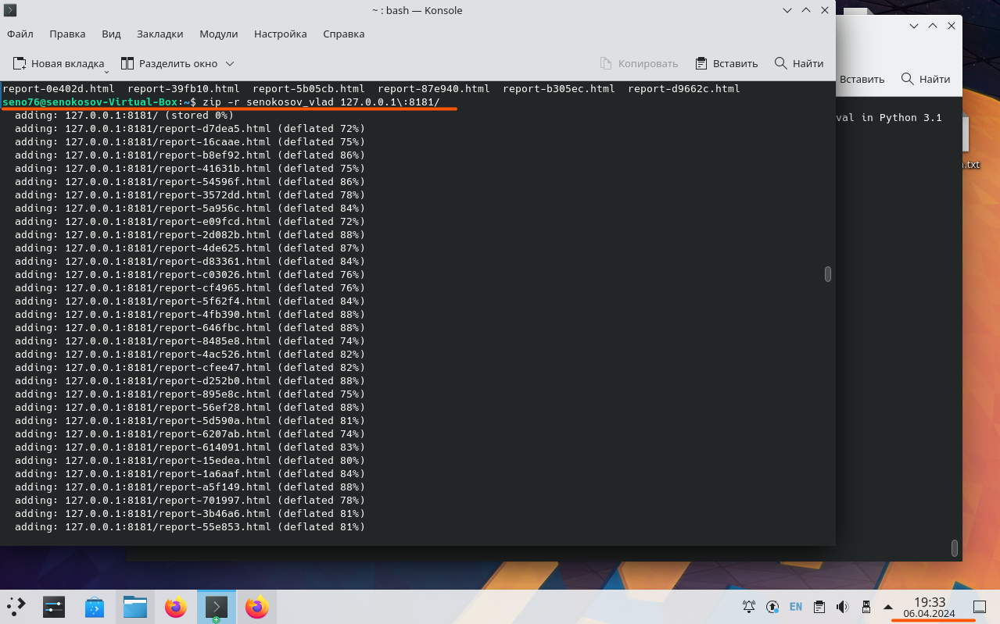 ~ : bash — Konsole
Файл Правка Вид Закладки Модули Настройка Справка
Новая вкладка Разделить окно Копировать Вставить Найти
Вставить Найти
report-0e402d.html report-39fb10.html report-5b05cb.html report-87e940.html report-b305ec.html report-d9662c.html
seno76@senokosov-Virtual-Box:~$ zip -r senokosov_vlad 127.0.0.1\:8181/
adding: 127.0.0.1:8181/ (stored 0%)
adding: 127.0.0.1:8181/report-d7dea5.html (deflated 72%)
adding: 127.0.0.1:8181/report-16caae.html (deflated 75%)
adding: 127.0.0.1:8181/report-b8ef92.html (deflated 86%)
adding: 127.0.0.1:8181/report-41631b.html (deflated 75%)
adding: 127.0.0.1:8181/report-54596f.html (deflated 86%)
adding: 127.0.0.1:8181/report-3572dd.html (deflated 78%)
adding: 127.0.0.1:8181/report-5a956c.html (deflated 84%)
adding: 127.0.0.1:8181/report-e09fcd.html (deflated 72%)
adding: 127.0.0.1:8181/report-2d082b.html (deflated 88%)
adding: 127.0.0.1:8181/report-4de625.html (deflated 87%)
adding: 127.0.0.1:8181/report-d83361.html (deflated 84%)
adding: 127.0.0.1:8181/report-c03026.html (deflated 76%)
adding: 127.0.0.1:8181/report-cf4965.html (deflated 76%)
adding: 127.0.0.1:8181/report-5f62f4.html (deflated 84%)
adding: 127.0.0.1:8181/report-4fb390.html (deflated 88%)
adding: 127.0.0.1:8181/report-646fbc.html (deflated 88%)
adding: 127.0.0.1:8181/report-8485e8.html (deflated 74%)
adding: 127.0.0.1:8181/report-4ac526.html (deflated 82%)
adding: 127.0.0.1:8181/report-cfee47.html (deflated 82%)
adding: 127.0.0.1:8181/report-d252b0.html (deflated 88%)
adding: 127.0.0.1:8181/report-895e8c.html (deflated 75%)
adding: 127.0.0.1:8181/report-56ef28.html (deflated 88%)
adding: 127.0.0.1:8181/report-5d590a.html (deflated 81%)
adding: 127.0.0.1:8181/report-6207ab.html (deflated 74%)
adding: 127.0.0.1:8181/report-614091.html (deflated 83%)
adding: 127.0.0.1:8181/report-15edea.html (deflated 80%)
adding: 127.0.0.1:8181/report-1a6aaf.html (deflated 84%)
adding: 127.0.0.1:8181/report-a5f149.html (deflated 88%)
adding: 127.0.0.1:8181/report-701997.html (deflated 78%)
adding: 127.0.0.1:8181/report-3b46a6.html (deflated 81%)
adding: 127.0.0.1:8181/report-55e853.html (deflated 81%)
val in Python 3.1
.txt
EN
19:33
06.04.2024